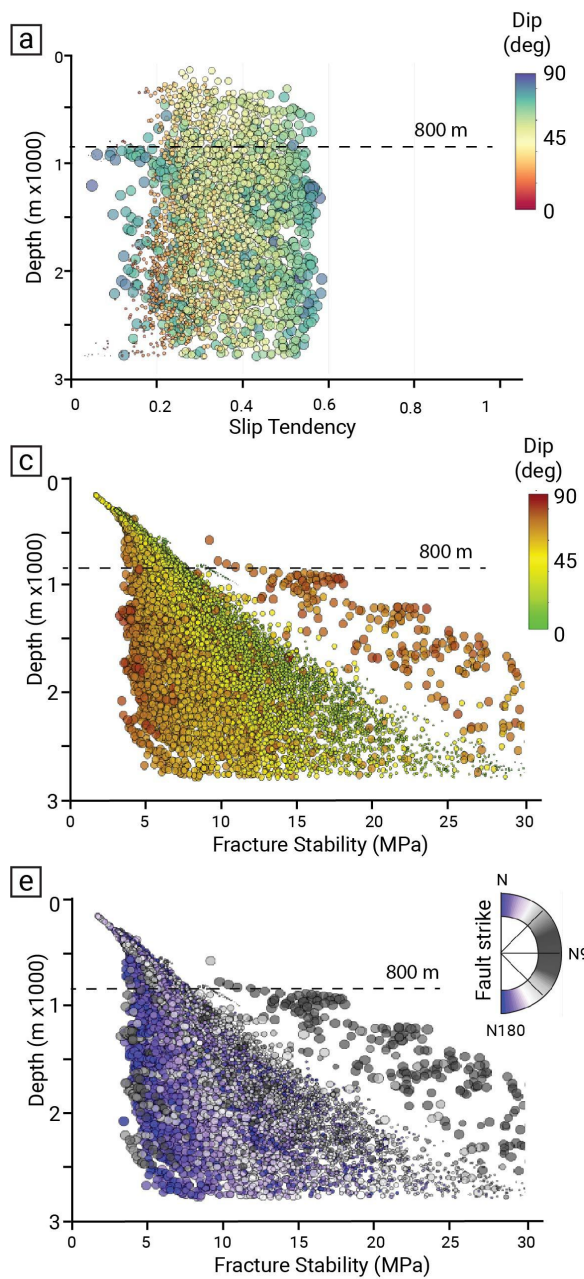 a
Dip
(deg)
90
45
0
0
1
2
3
Depth (m x1000)
800 m
0
0.2
0.4
0.6
0.8
1
Slip Tendency
c
Dip
(deg)
90
45
0
0
1
2
3
Depth (m x1000)
800 m
0
5
10
15
20
25
30
Fracture Stability (MPa)
e
N
Fault strike
N9
N180
0
1
2
3
Depth (m x1000)
800 m
0
5
10
15
20
25
30
Fracture Stability (MPa)